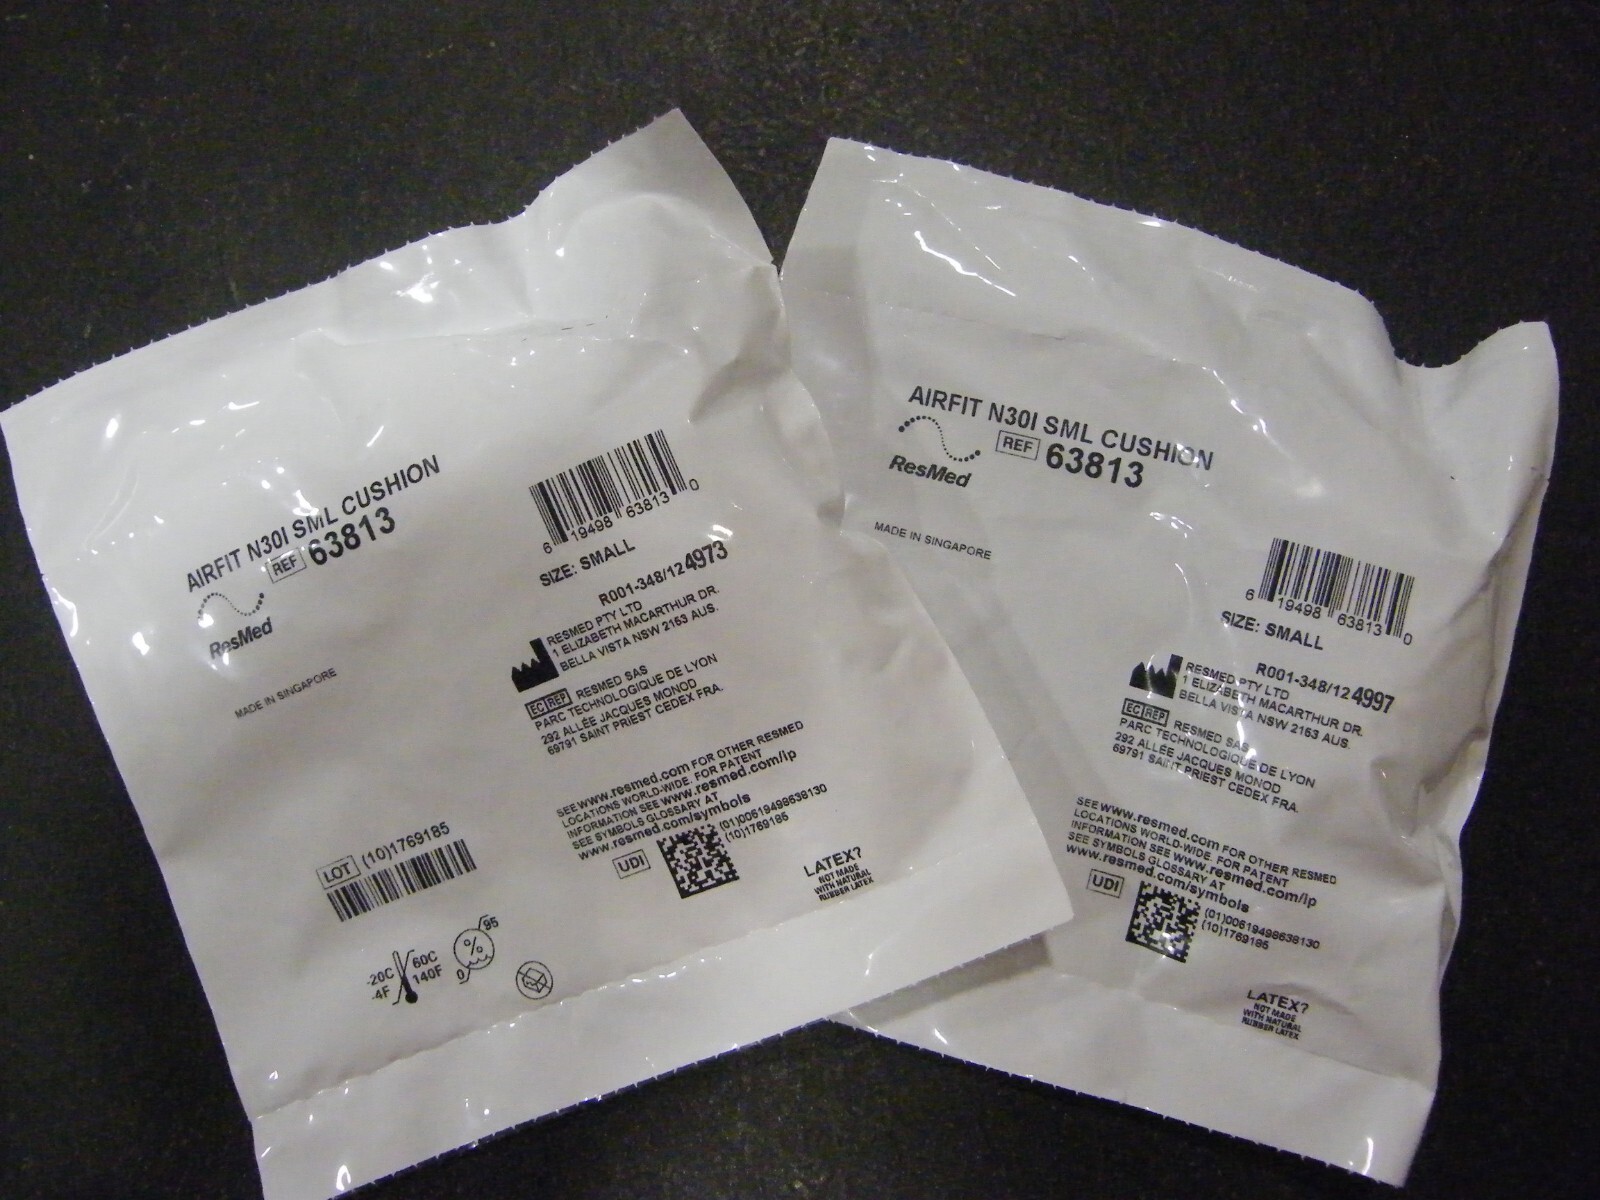 AIRFIT N30I SML CUSHION
REF 63813
ResMed
MADE IN SINGAPORE
6 19498 63813 0
SIZE: SMALL
R001-348/12 4973
RESMED PTY LTD
1 ELIZABETH MACARTHUR DR.
BELLA VISTA NSW 2153 AUS.
EC REP RESMED SAS
PARC TECHNOLOGIQUE DE LYON
292 ALLÉE JACQUES MONOD
69791 SAINT PRIEST CEDEX FRA.
SEE www.resmed.com FOR OTHER RESMED
LOCATIONS WORLD-WIDE. FOR PATENT
INFORMATION SEE www.resmed.com/ip
SEE SYMBOLS GLOSSARY AT
www.resmed.com/symbols
UDI
(01)00619498638130
(10)1769185
LATEX?
NOT MADE
WITH NATURAL
RUBBER LATEX
LOT (10)1769185
-20C 60C
-4F 140F
95
%
0
AIRFIT N30I SML CUSHION
REF 63813
ResMed
MADE IN SINGAPORE
6 19498 63813 0
SIZE: SMALL
R001-348/12 4997
RESMED PTY LTD
1 ELIZABETH MACARTHUR DR.
BELLA VISTA NSW 2153 AUS.
EC REP RESMED SAS
PARC TECHNOLOGIQUE DE LYON
292 ALLÉE JACQUES MONOD
69791 SAINT PRIEST CEDEX FRA.
SEE www.resmed.com FOR OTHER RESMED
LOCATIONS WORLD-WIDE. FOR PATENT
INFORMATION SEE www.resmed.com/ip
SEE SYMBOLS GLOSSARY AT
www.resmed.com/symbols
UDI
(01)00619498638130
(10)1769185
LATEX?
NOT MADE
WITH NATURAL
RUBBER LATEX